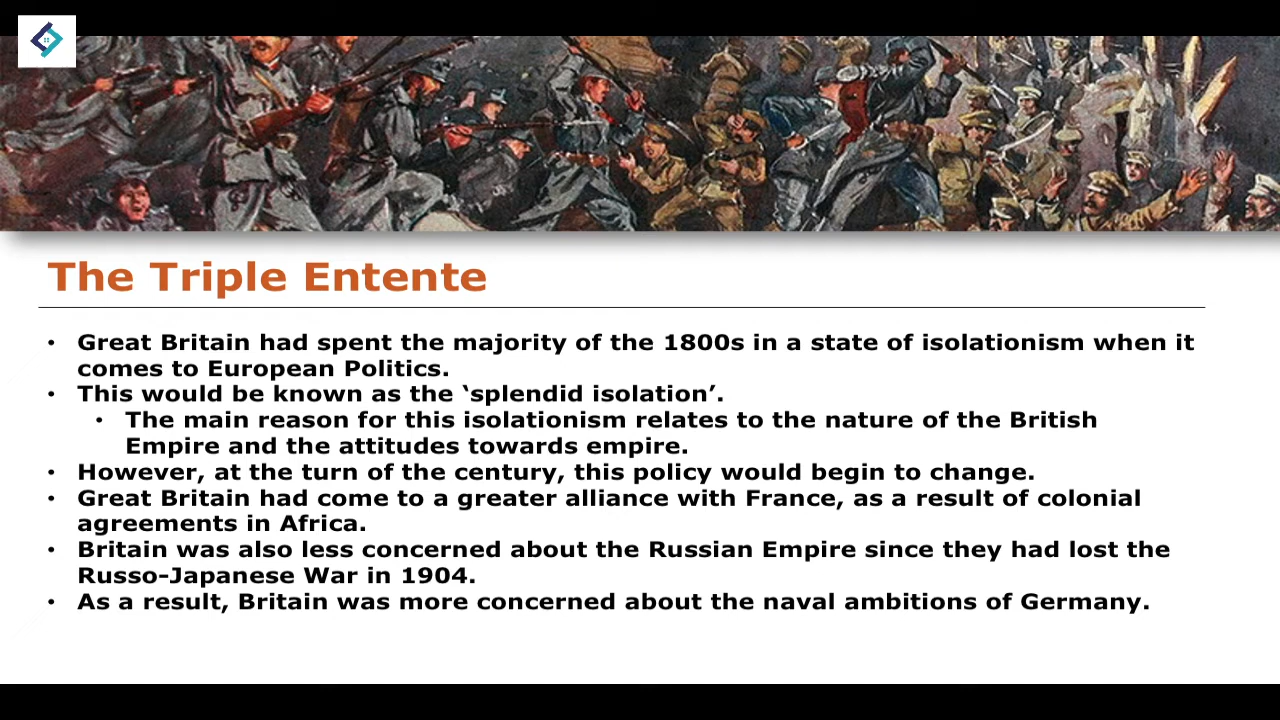 The Triple Entente
• Great Britain had spent the majority of the 1800s in a state of isolationism when it
comes to European Politics.
• This would be known as the ‘splendid isolation’.
• The main reason for this isolationism relates to the nature of the British
Empire and the attitudes towards empire.
• However, at the turn of the century, this policy would begin to change.
• Great Britain had come to a greater alliance with France, as a result of colonial
agreements in Africa.
• Britain was also less concerned about the Russian Empire since they had lost the
Russo-Japanese War in 1904.
• As a result, Britain was more concerned about the naval ambitions of Germany.